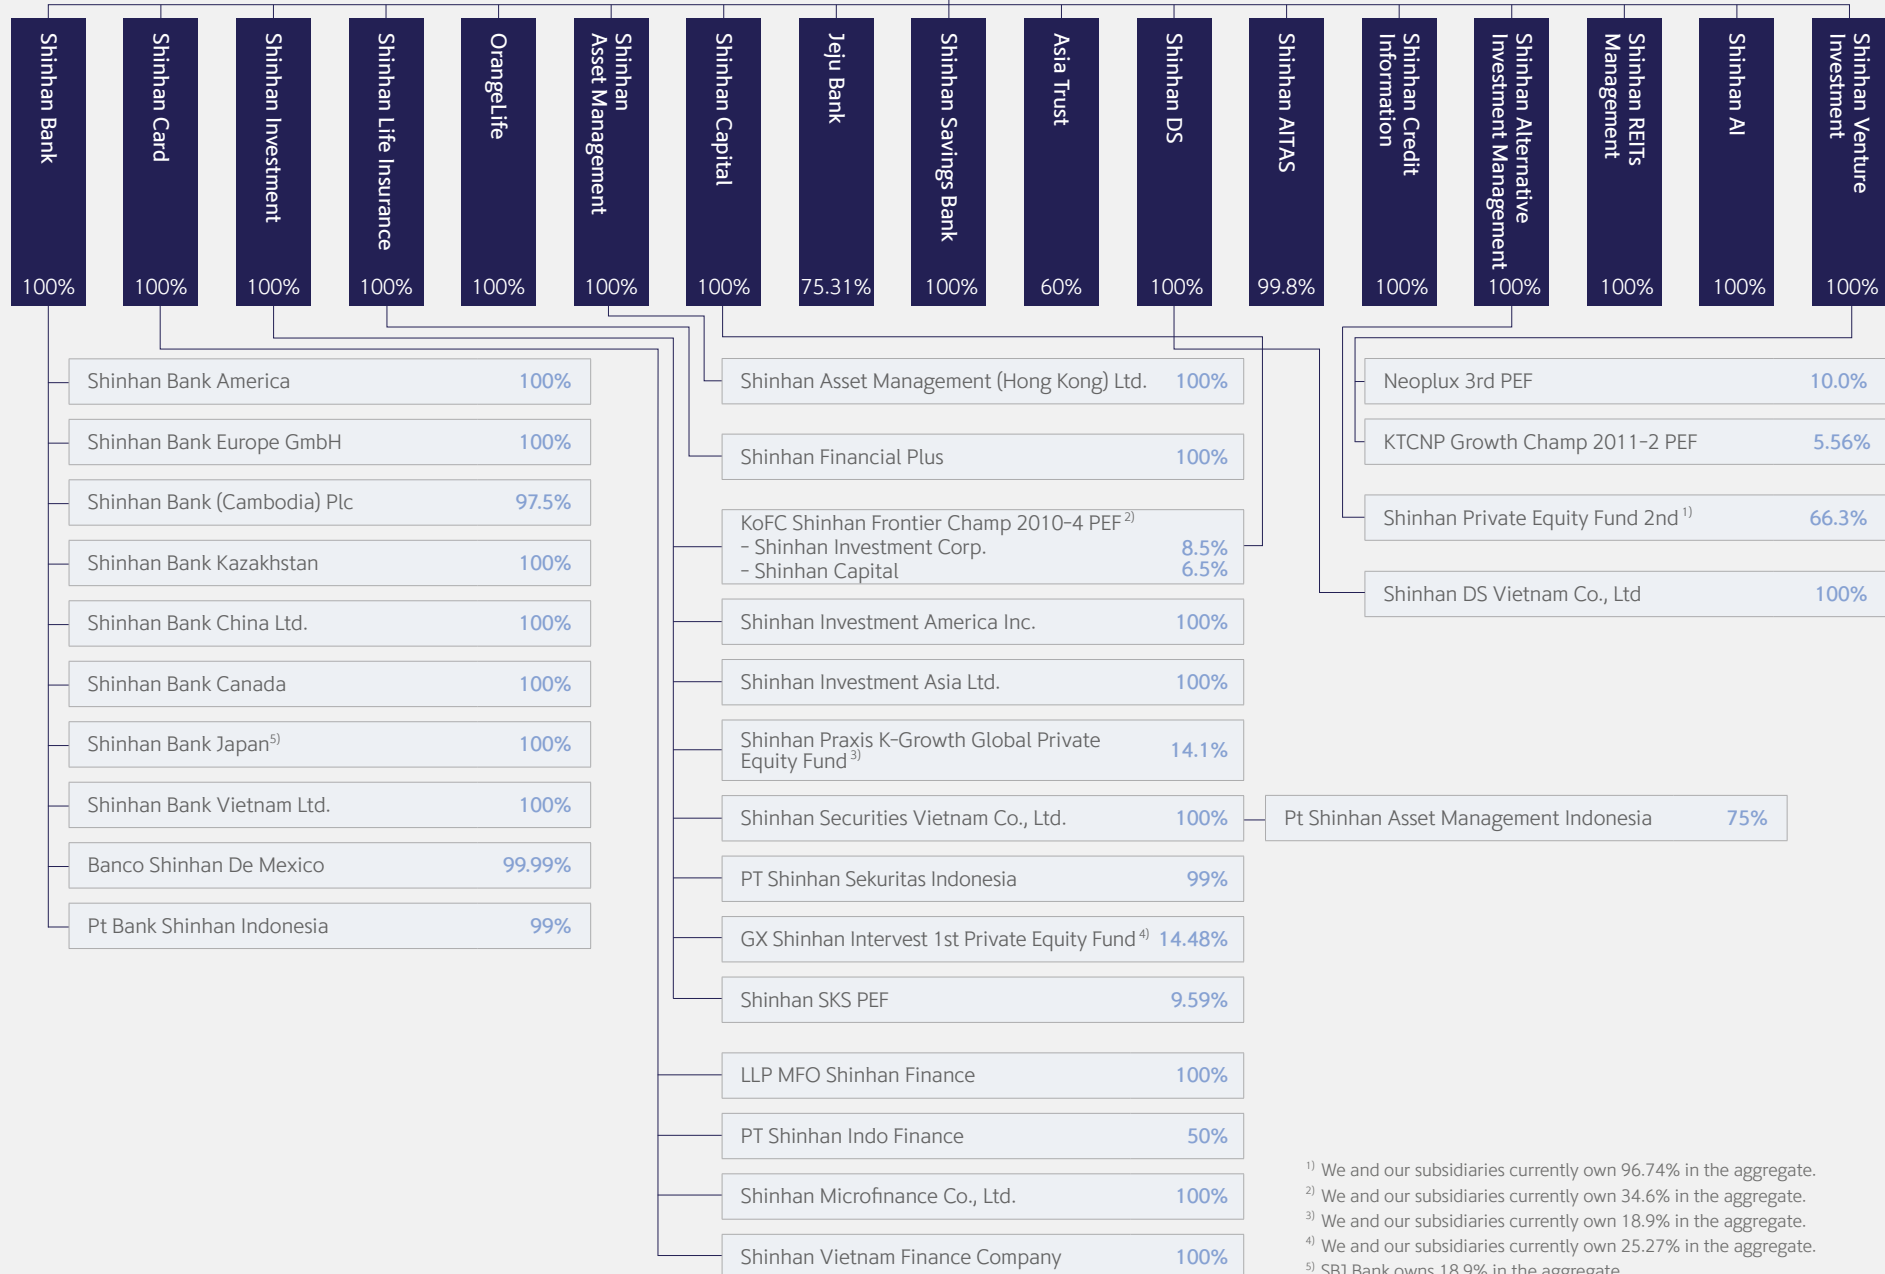 Shinhan Bank
100%
Shinhan Card
100%
Shinhan Investment
100%
Shinhan Life Insurance
100%
OrangeLife
100%
Shinhan
Asset Management
100%
Shinhan Capital
100%
Jeju Bank
75.31%
Shinhan Savings Bank
100%
Asia Trust
60%
Shinhan DS
100%
Shinhan AITAS
99.8%
Shinhan Credit
Information
100%
Shinhan Alternative
Investment Management
100%
Shinhan REITs
Management
100%
Shinhan AI
100%
Shinhan Venture
Investment
100%
Shinhan Bank America 100%
Shinhan Bank Europe GmbH 100%
Shinhan Bank (Cambodia) Plc 97.5%
Shinhan Bank Kazakhstan 100%
Shinhan Bank China Ltd. 100%
Shinhan Bank Canada 100%
Shinhan Bank Japan5) 100%
Shinhan Bank Vietnam Ltd. 100%
Banco Shinhan De Mexico 99.99%
Pt Bank Shinhan Indonesia 99%
Shinhan Asset Management (Hong Kong) Ltd. 100%
Shinhan Financial Plus 100%
KoFC Shinhan Frontier Champ 2010-4 PEF2)
- Shinhan Investment Corp. 8.5%
- Shinhan Capital 6.5%
Shinhan Investment America Inc. 100%
Shinhan Investment Asia Ltd. 100%
Shinhan Praxis K-Growth Global Private
Equity Fund3) 14.1%
Shinhan Securities Vietnam Co., Ltd. 100%
Pt Shinhan Asset Management Indonesia 75%
PT Shinhan Sekuritas Indonesia 99%
GX Shinhan Intervest 1st Private Equity Fund4) 14.48%
Shinhan SKS PEF 9.59%
LLP MFO Shinhan Finance 100%
PT Shinhan Indo Finance 50%
Shinhan Microfinance Co., Ltd. 100%
Shinhan Vietnam Finance Company 100%
Neoplux 3rd PEF 10.0%
KTCNP Growth Champ 2011-2 PEF 5.56%
Shinhan Private Equity Fund 2nd1) 66.3%
Shinhan DS Vietnam Co., Ltd 100%
1) We and our subsidiaries currently own 96.74% in the aggregate.
2) We and our subsidiaries currently own 34.6% in the aggregate.
3) We and our subsidiaries currently own 18.9% in the aggregate.
4) We and our subsidiaries currently own 25.27% in the aggregate.
5) SBJ Bank owns 18.9% in the aggregate